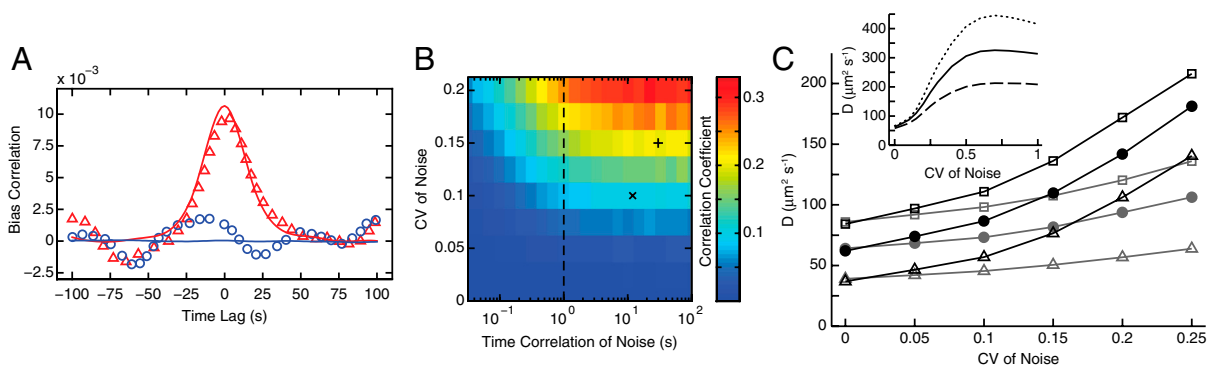 A
x 10⁻³
10
7.5
5
2.5
0
−2.5
Bias Correlation
−100 −75 −50 −25 0 25 50 75 100
Time Lag (s)
B
0.2
0.15
0.1
0.05
0
CV of Noise
10⁻¹ 10⁰ 10¹ 10²
Time Correlation of Noise (s)
0.3
0.2
0.1
Correlation Coefficient
C
200
150
100
50
0
D (μm² s⁻¹)
0 0.05 0.1 0.15 0.2 0.25
CV of Noise
400
300
200
100
0
D (μm² s⁻¹)
0 0.5 1
CV of Noise